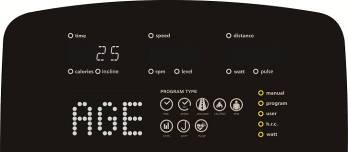 time speed distance
25
calories incline rpm level watt pulse
PROGRAM TYPE
manual
program
user
h.r.c.
watt
AGE